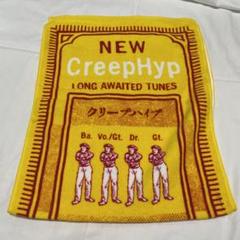 NEW
CreepHyp
LONG AWAITED TUNES
クリープハイプ
Ba. Vo./Gt. Dr. Gt.